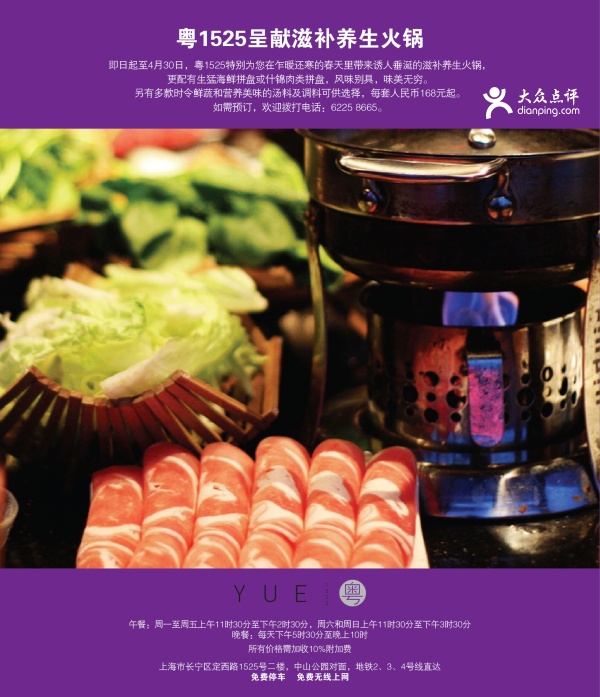 粤1525呈献滋补养生火锅
即日起至4月30日，粤1525特别为您在乍暖还寒的春天里带来诱人垂涎的滋补养生火锅，
更配有生猛海鲜拼盘或什锦肉类拼盘，风味别具，味美无穷。
另有多款时令鲜蔬和营养美味的汤料及调料可供选择，每套人民币168元起。
如需预订，欢迎拨打电话：6225 8665。
大众点评
dianping.com
YUE 粤
午餐：周一至周五上午11时30分至下午2时30分，周六和周日上午11时30分至下午3时30分
晚餐：每天下午5时30分至晚上10时
所有价格需加收10%附加费
上海市长宁区定西路1525号二楼，中山公园对面，地铁2、3、4号线直达
免费停车 免费无线上网